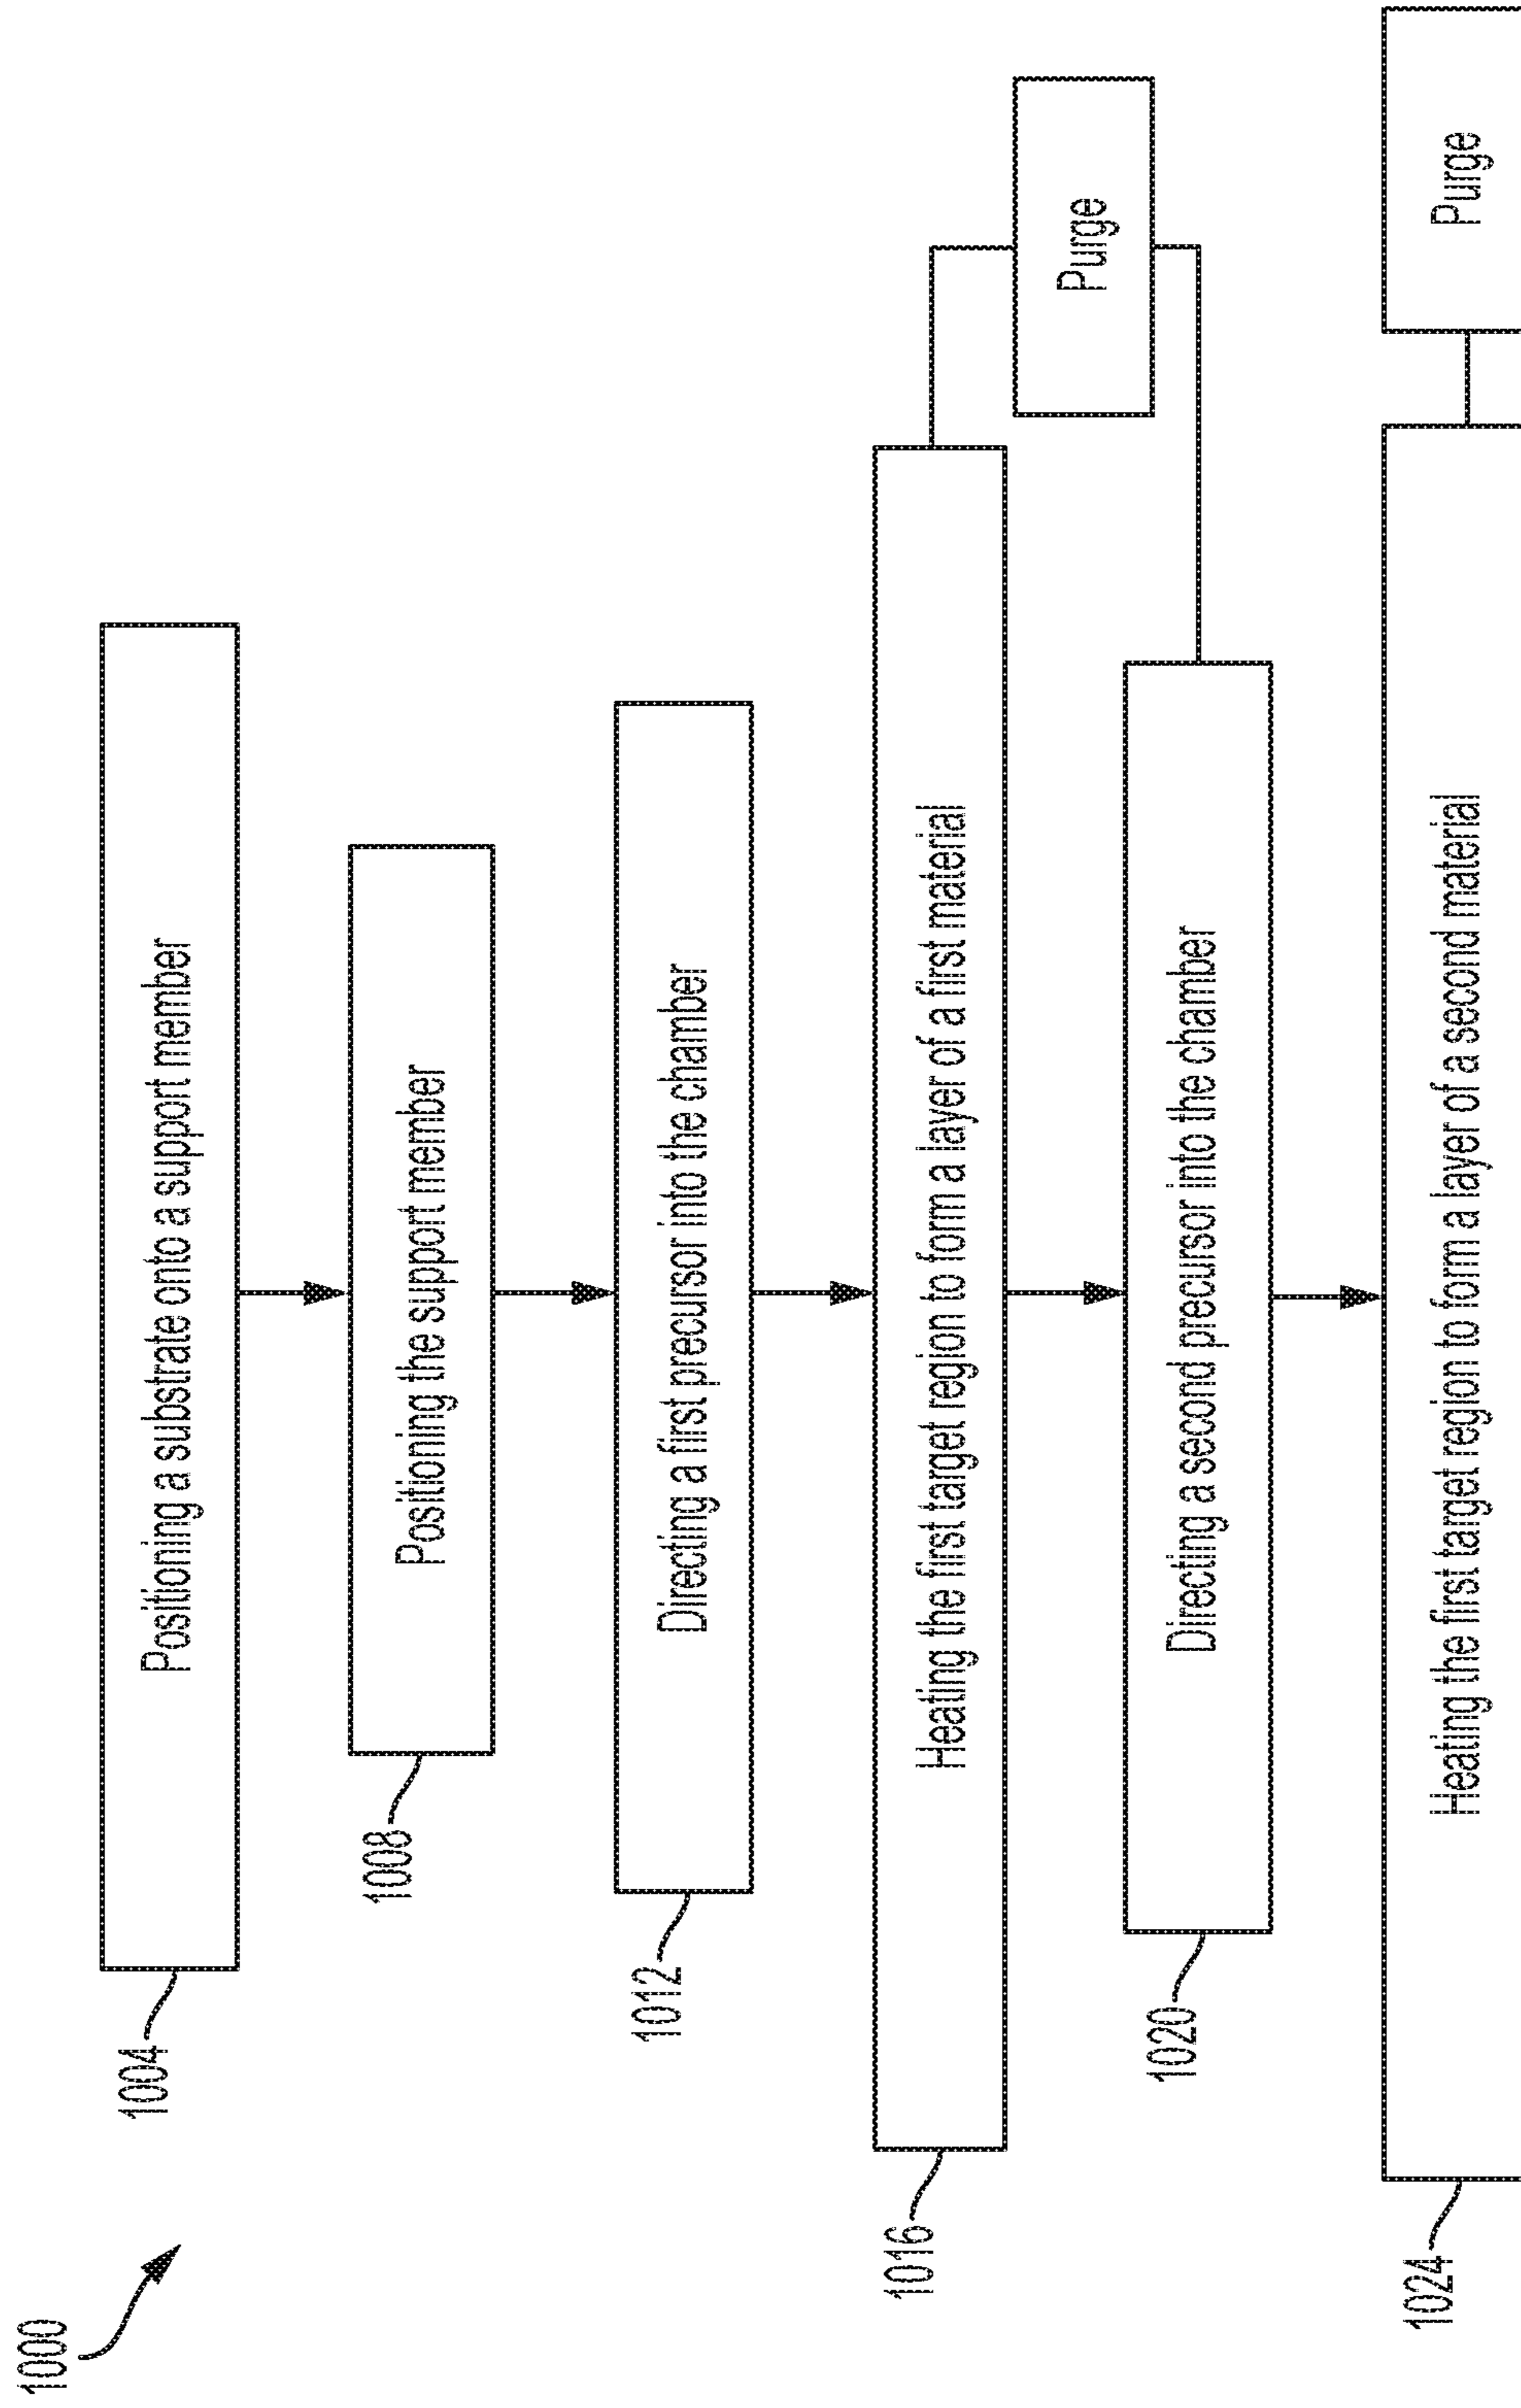 1000
1004
Positioning a substrate onto a support member
1008
Positioning the support member
1012
Directing a first precursor into the chamber
1016
Heating the first target region to form a layer of a first material
Purge
1020
Directing a second precursor into the chamber
1024
Heating the first target region to form a layer of a second material
Purge